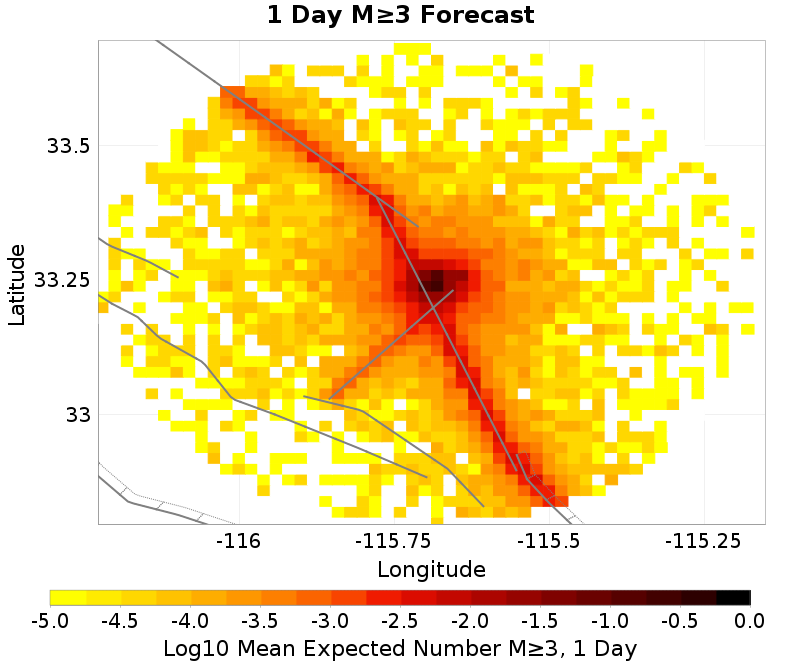 1 Day M≥3 Forecast
33.5
33.25
33
Latitude
-116
-115.75
-115.5
-115.25
Longitude
-5.0 -4.5 -4.0 -3.5 -3.0 -2.5 -2.0 -1.5 -1.0 -0.5 0.0
Log10 Mean Expected Number M≥3, 1 Day